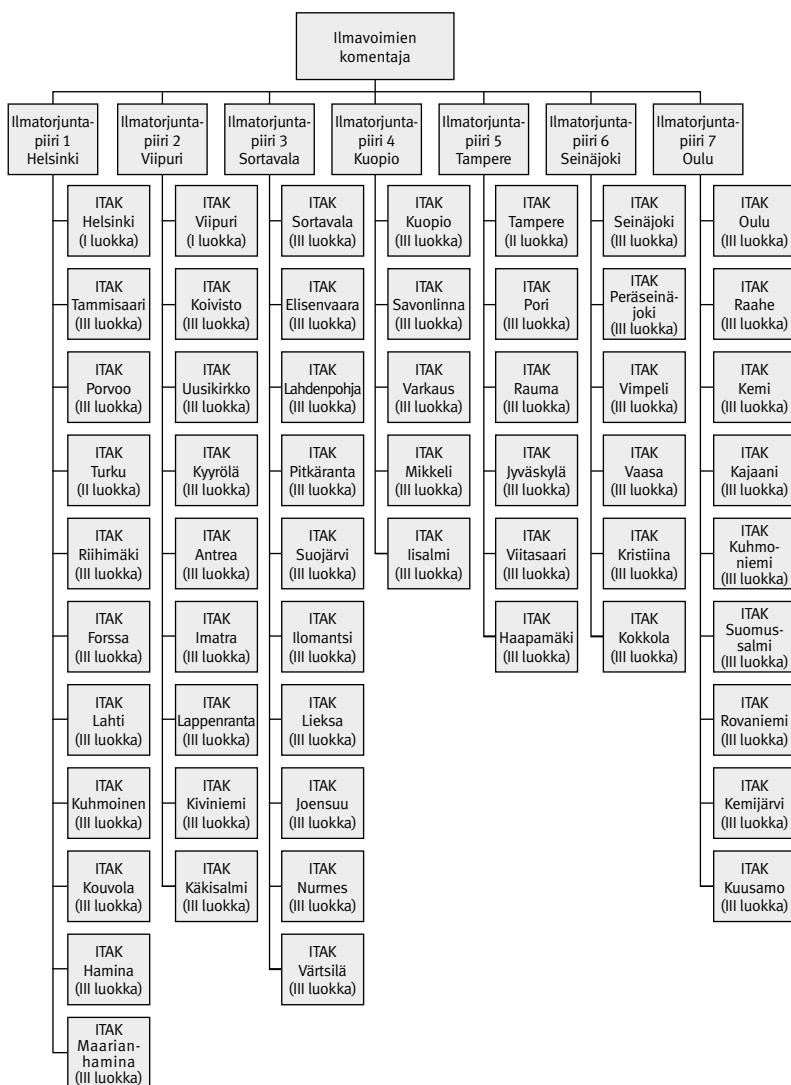 Ilmavoimien
komentaja
Ilmatorjunta-
piiri 1
Helsinki
ITAK
Helsinki
(I luokka)
ITAK
Tammisaari
(III luokka)
ITAK
Porvoo
(III luokka)
ITAK
Turku
(II luokka)
ITAK
Riihimäki
(III luokka)
ITAK
Forssa
(III luokka)
ITAK
Lahti
(III luokka)
ITAK
Kuhmoinen
(III luokka)
ITAK
Kouvola
(III luokka)
ITAK
Hamina
(III luokka)
ITAK
Maarian-
hamina
(III luokka)
Ilmatorjunta-
piiri 2
Viipuri
ITAK
Viipuri
(I luokka)
ITAK
Koivisto
(III luokka)
ITAK
Uusikirkko
(III luokka)
ITAK
Kyyrölä
(III luokka)
ITAK
Antrea
(III luokka)
ITAK
Imatra
(III luokka)
ITAK
Lappenranta
(III luokka)
ITAK
Kiviniemi
(III luokka)
ITAK
Käkisalmi
(III luokka)
Ilmatorjunta-
piiri 3
Sortavala
ITAK
Sortavala
(III luokka)
ITAK
Elisenvaara
(III luokka)
ITAK
Lahdenpohja
(III luokka)
ITAK
Pitkäranta
(III luokka)
ITAK
Suojärvi
(III luokka)
ITAK
Ilomantsi
(III luokka)
ITAK
Lieksa
(III luokka)
ITAK
Joensuu
(III luokka)
ITAK
Nurmes
(III luokka)
ITAK
Värtsilä
(III luokka)
Ilmatorjunta-
piiri 4
Kuopio
ITAK
Kuopio
(III luokka)
ITAK
Savonlinna
(III luokka)
ITAK
Varkaus
(III luokka)
ITAK
Mikkeli
(III luokka)
ITAK
Iisalmi
(III luokka)
Ilmatorjunta-
piiri 5
Tampere
ITAK
Tampere
(II luokka)
ITAK
Pori
(III luokka)
ITAK
Rauma
(III luokka)
ITAK
Jyväskylä
(III luokka)
ITAK
Viitasaari
(III luokka)
ITAK
Haapamäki
(III luokka)
Ilmatorjunta-
piiri 6
Seinäjoki
ITAK
Seinäjoki
(III luokka)
ITAK
Peräseinä-
joki
(III luokka)
ITAK
Vimpeli
(III luokka)
ITAK
Vaasa
(III luokka)
ITAK
Kristiina
(III luokka)
ITAK
Kokkola
(III luokka)
Ilmatorjunta-
piiri 7
Oulu
ITAK
Oulu
(III luokka)
ITAK
Raahe
(III luokka)
ITAK
Kemi
(III luokka)
ITAK
Kajaani
(III luokka)
ITAK
Kuhmo-
niemi
(III luokka)
ITAK
Suomus-
salmi
(III luokka)
ITAK
Rovaniemi
(III luokka)
ITAK
Kemijärvi
(III luokka)
ITAK
Kuusamo
(III luokka)